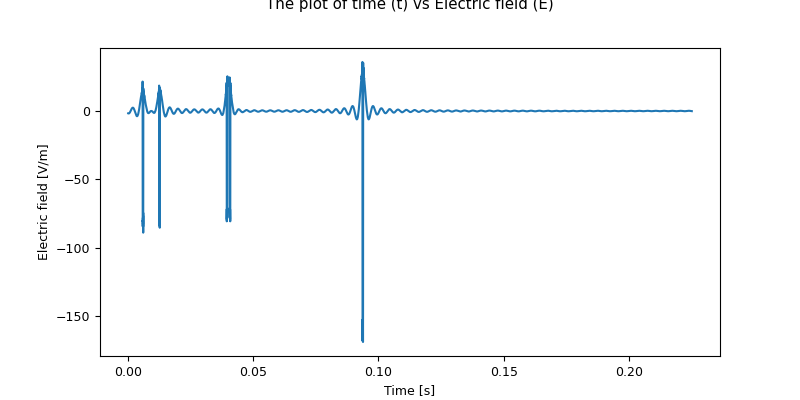 The plot of time (t) vs Electric field (E)
Electric field [V/m]
0
−50
−100
−150
0.00 0.05 0.10 0.15 0.20
Time [s]